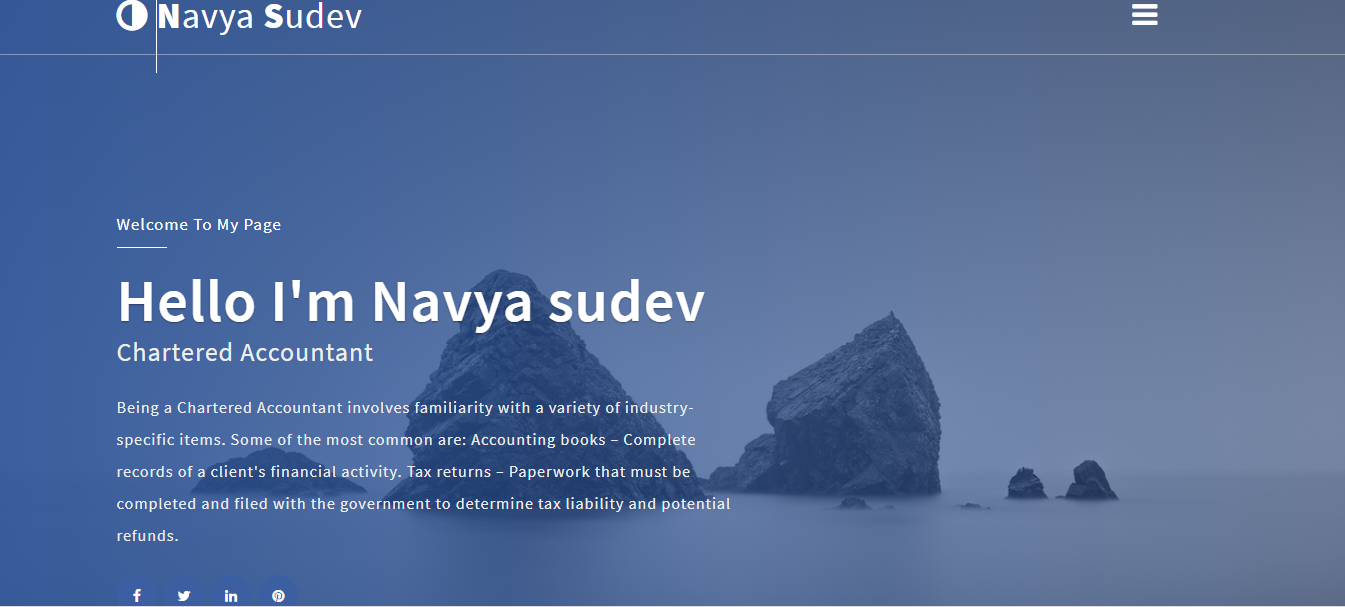 Navya Sudev
Welcome To My Page
Hello I'm Navya sudev
Chartered Accountant
Being a Chartered Accountant involves familiarity with a variety of industry-
specific items. Some of the most common are: Accounting books – Complete
records of a client's financial activity. Tax returns – Paperwork that must be
completed and filed with the government to determine tax liability and potential
refunds.